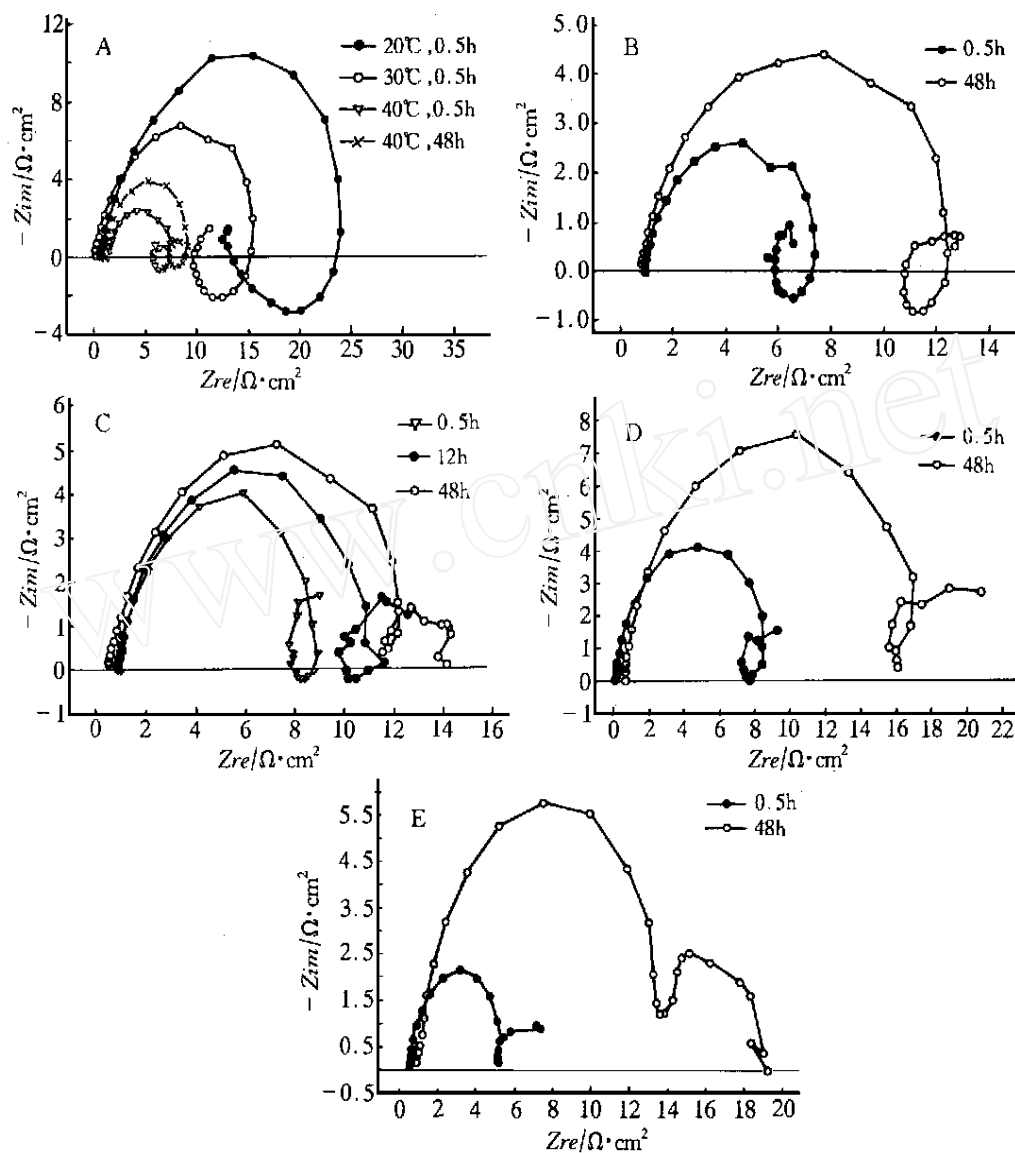 A
20℃,0.5h
30℃,0.5h
40℃,0.5h
40℃,48h
12
8
4
0
-4
-Zim/Ω·cm²
0 5 10 15 20 25 30 35
Zre/Ω·cm²
B
0.5h
48h
5.0
4.0
3.0
2.0
1.0
0.0
-1.0
-Zim/Ω·cm²
0 2 4 6 8 10 12 14
Zre/Ω·cm²
C
0.5h
12h
48h
6
5
4
3
2
1
0
-1
-Zim/Ω·cm²
0 2 4 6 8 10 12 14 16
Zre/Ω·cm²
D
0.5h
48h
8
7
6
5
4
3
2
1
0
-1
-Zim/Ω·cm²
0 2 4 6 8 10 12 14 16 18 20 22
Zre/Ω·cm²
E
0.5h
48h
5.5
4.5
3.5
2.5
1.5
0.5
-0.5
-Zim/Ω·cm²
0 2 4 6 8 10 12 14 16 18 20
Zre/Ω·cm²
www.cnki.net